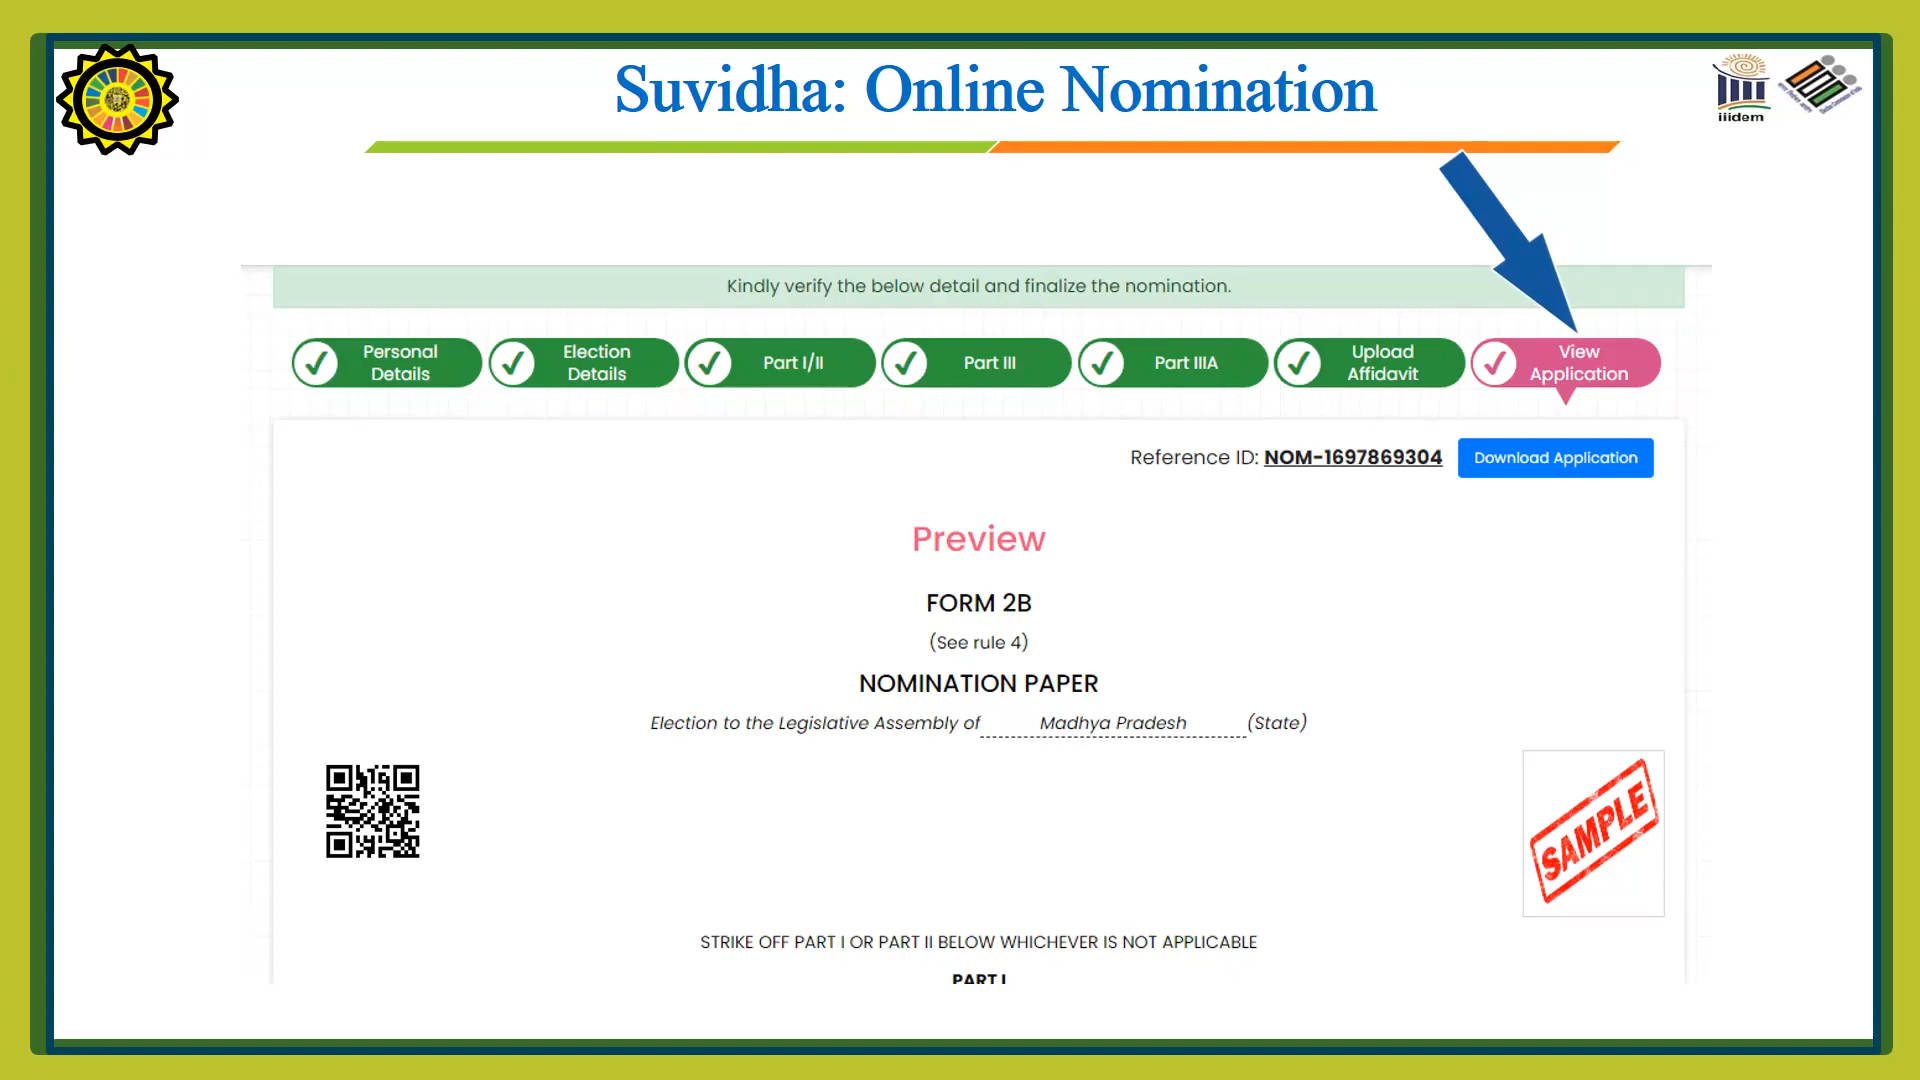 Suvidha: Online Nomination
iiidem
Kindly verify the below detail and finalize the nomination.
Personal Details
Election Details
Part I/II
Part III
Part IIIA
Upload Affidavit
View Application
Reference ID: NOM-1697869304
Download Application
Preview
FORM 2B
(See rule 4)
NOMINATION PAPER
Election to the Legislative Assembly of Madhya Pradesh (State)
SAMPLE
STRIKE OFF PART I OR PART II BELOW WHICHEVER IS NOT APPLICABLE
PART I